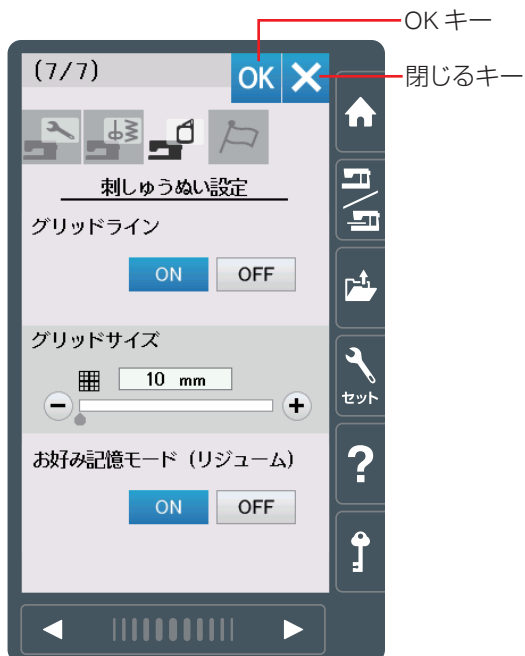 OK キー
(7/7)
OK
閉じるキー
刺しゅうぬい設定
グリッドライン
ON OFF
グリッドサイズ
10 mm
セット
お好み記憶モード (リジューム)
ON OFF
?